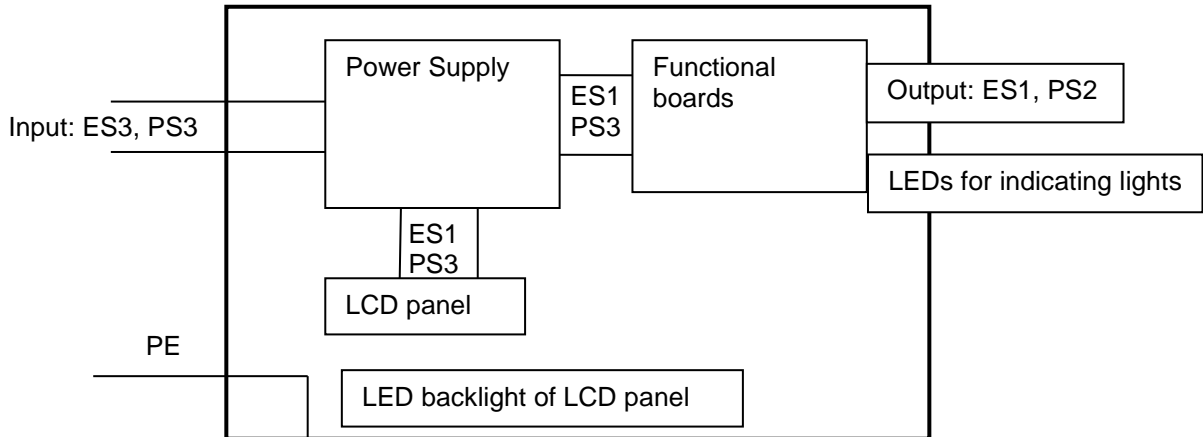 Power Supply
Functional
boards
ES1
PS3
Output: ES1, PS2
Input: ES3, PS3
LEDs for indicating lights
ES1
PS3
LCD panel
PE
LED backlight of LCD panel